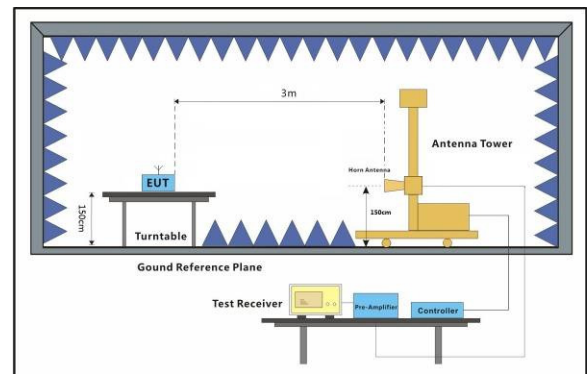 3m
Antenna Tower
Horn Antenna
EUT
150cm
150cm
Turntable
Gound Reference Plane
Test Receiver
Pre-Amplifier
Controller